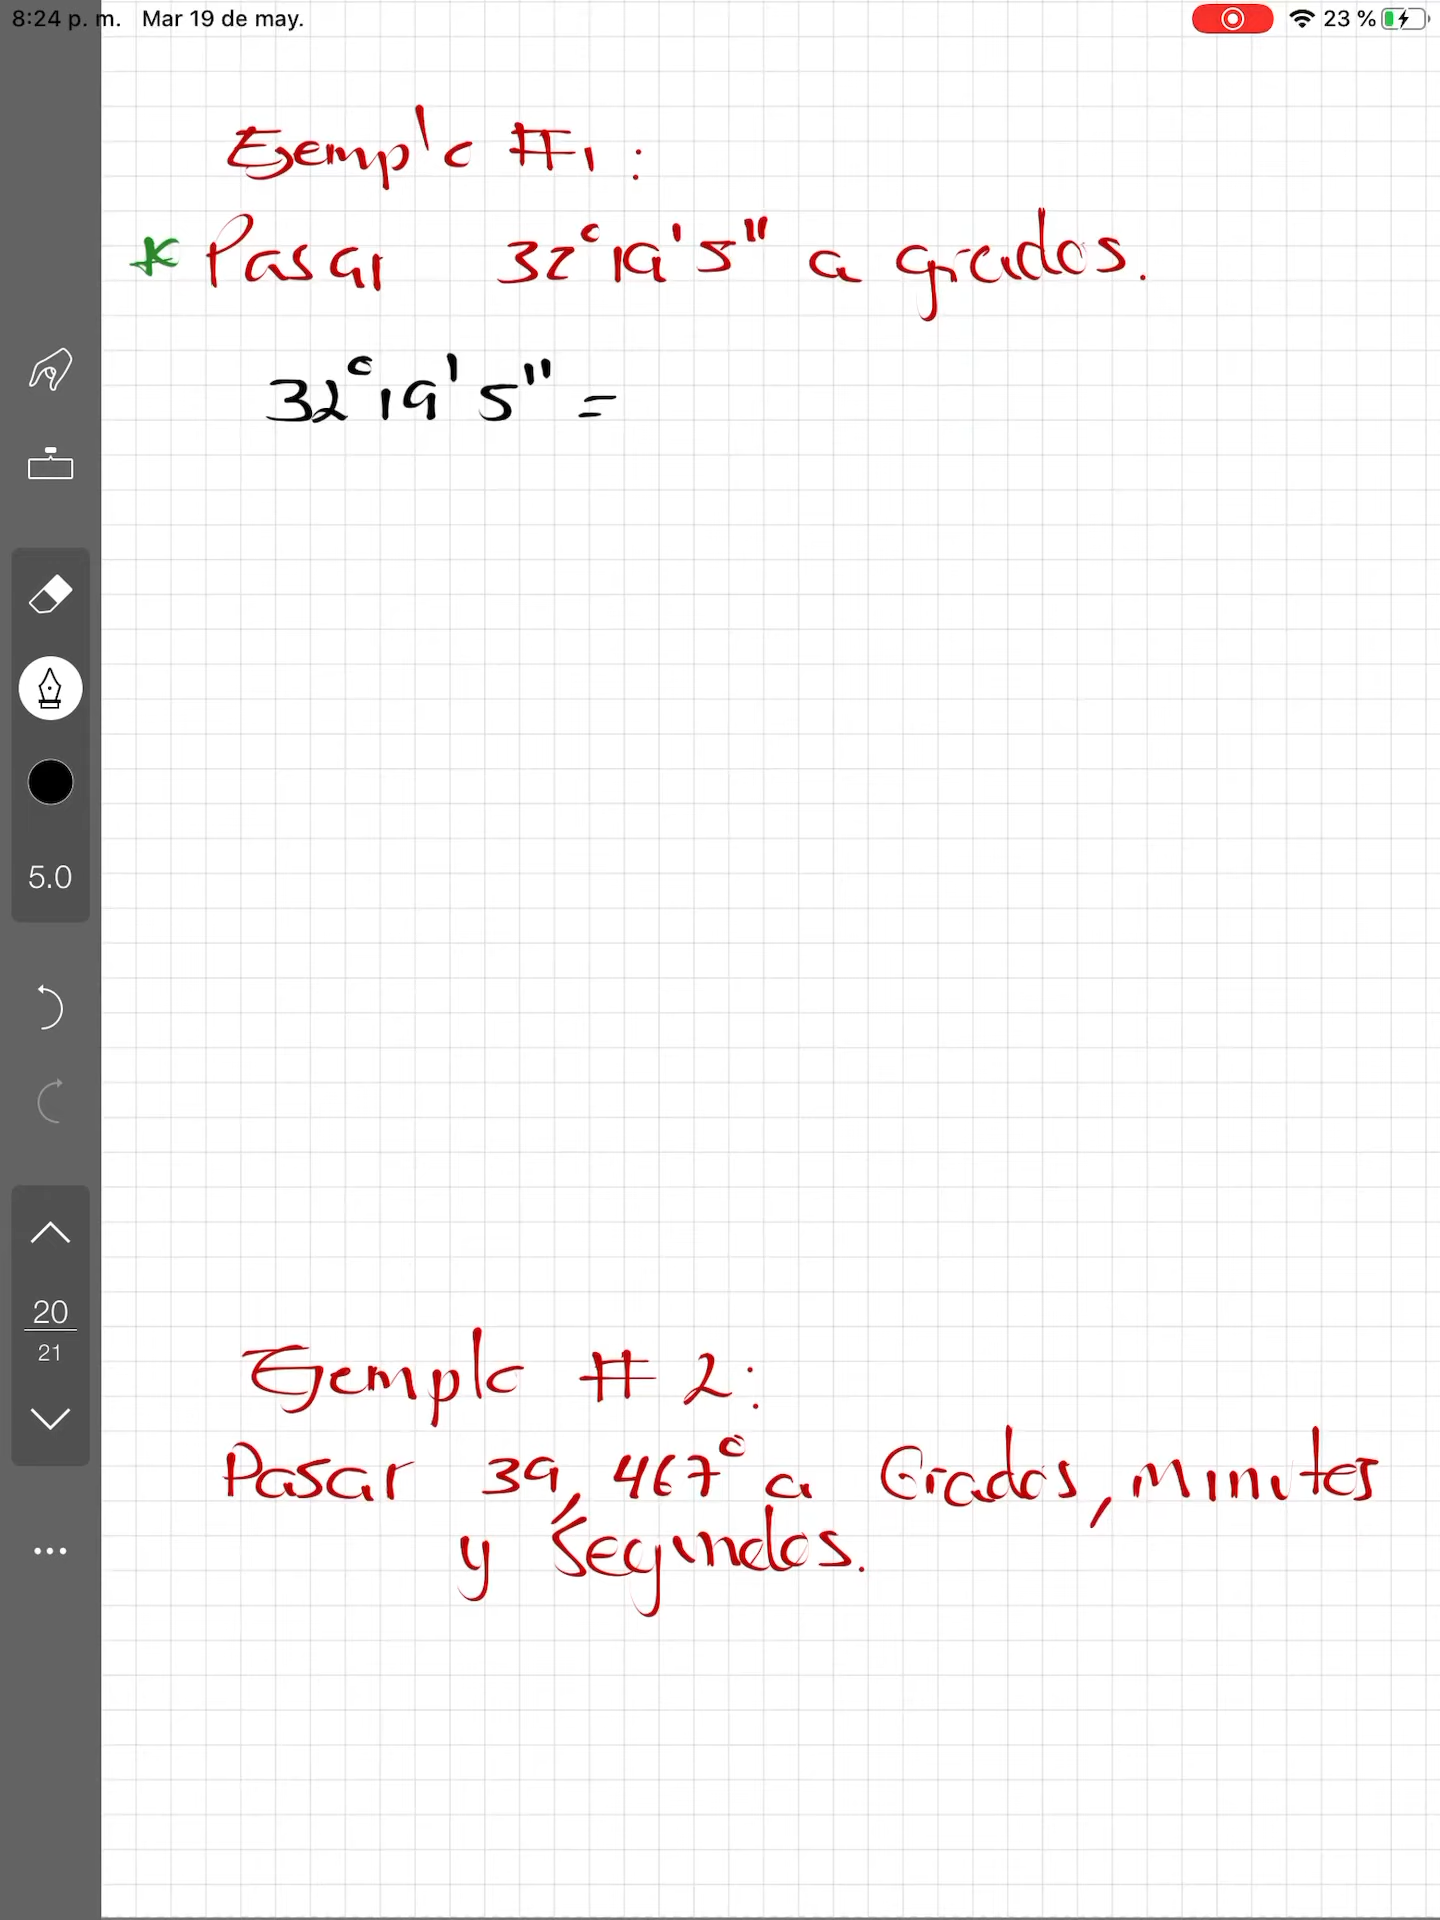 8:24 p. m. Mar 19 de may. 23 %
Ejemplo #1:
* Pasar 32°19'5" a grados.
32°19'5" =
5.0
20
21
Ejemplo # 2:
Pasar 39,467° a Grados, minutos
y segundos.